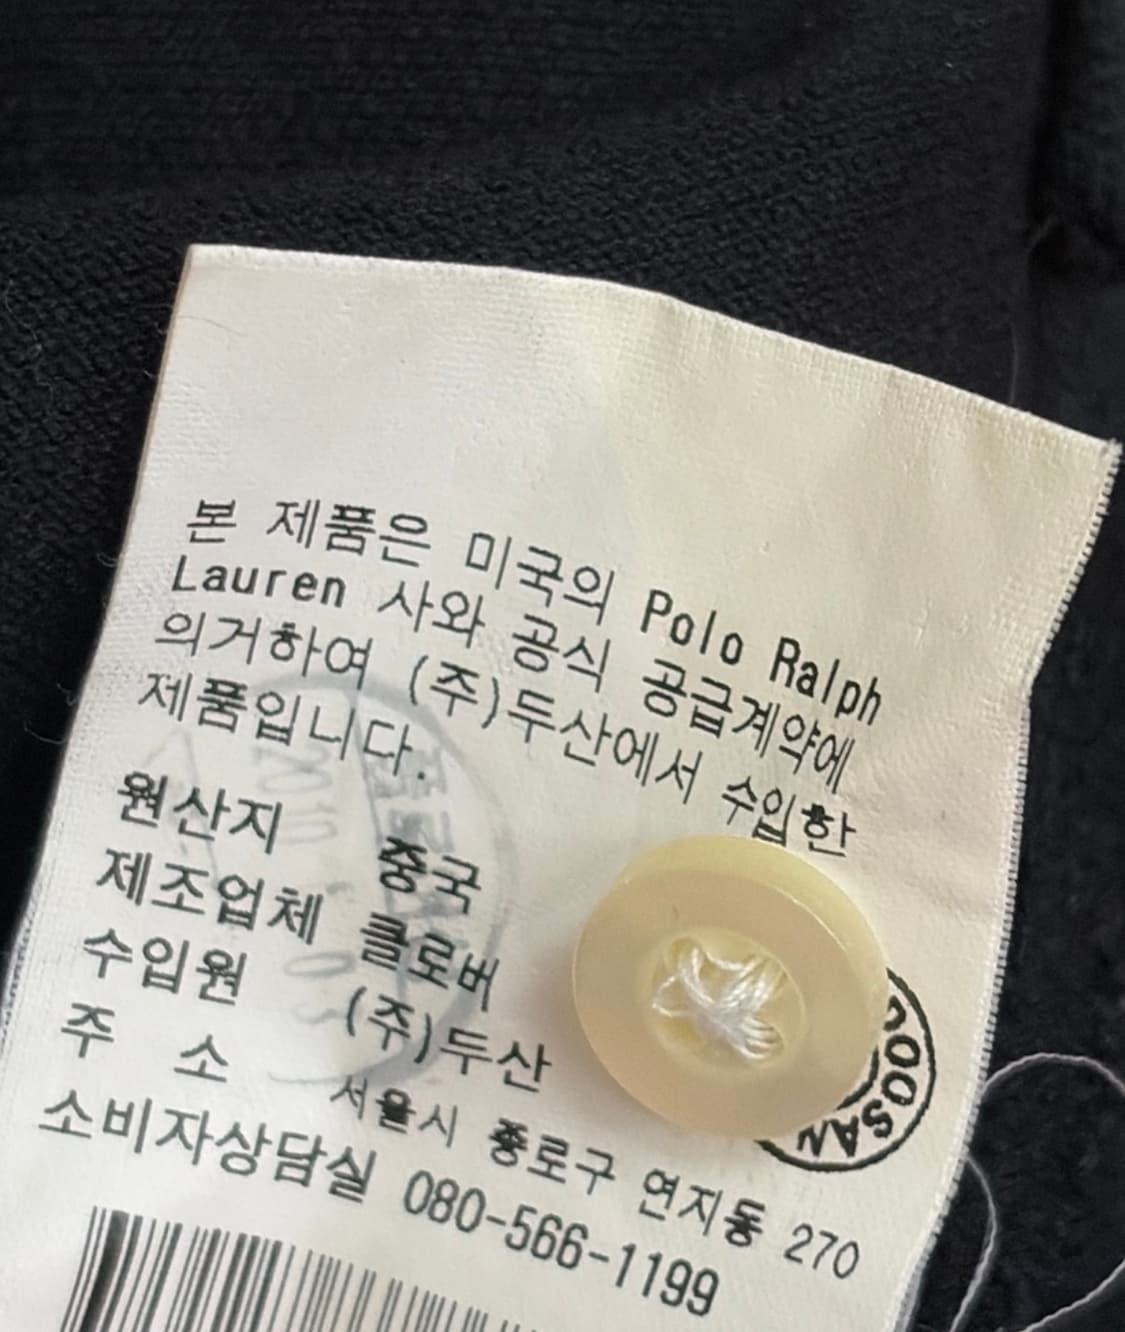 본 제품은 미국의 Polo Ralph
Lauren 사와 공식 공급계약에
의거하여 (주)두산에서 수입한
제품입니다.
원산지 중국
제조업체 클로버
수입원 (주)두산
주 소 서울시 종로구 연지동 270
소비자상담실 080-566-1199
DOOSAN